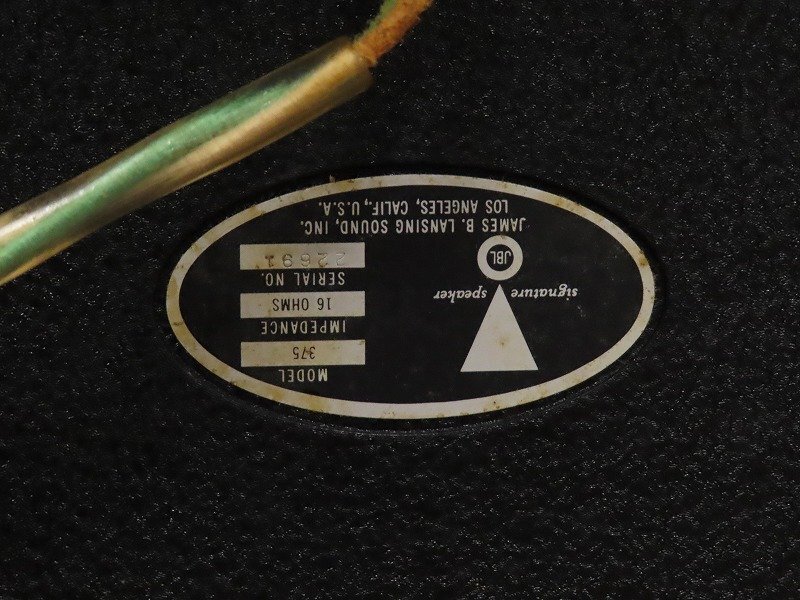 MODEL
375
IMPEDANCE
16 OHMS
SERIAL NO.
signature speaker
JBL
JAMES B. LANSING SOUND, INC.
LOS ANGELES, CALIF., U.S.A.